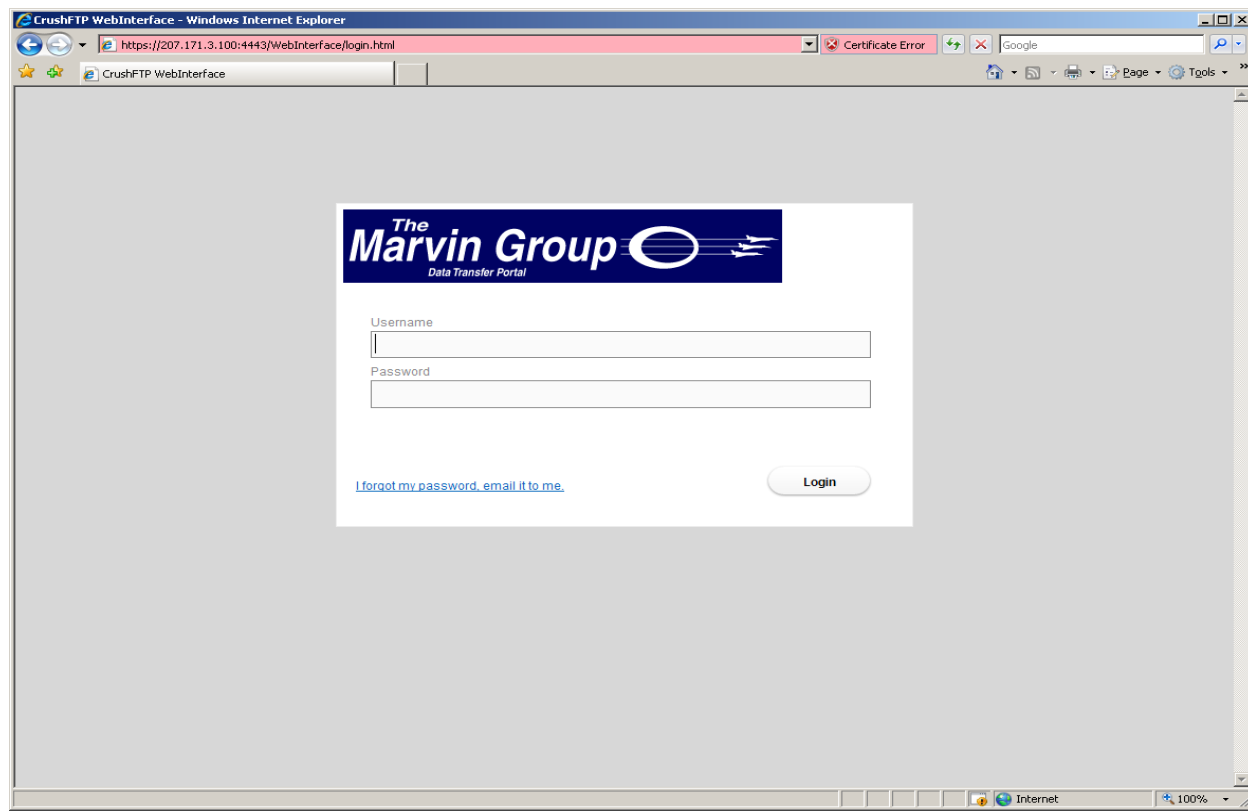 CrushFTP WebInterface - Windows Internet Explorer
https://207.171.3.100:4443/WebInterface/login.html
Certificate Error
Google
CrushFTP WebInterface
Page
Tools
»
The
Marvin Group
Data Transfer Portal
Username
Password
I forgot my password, email it to me.
Login
Internet
100%